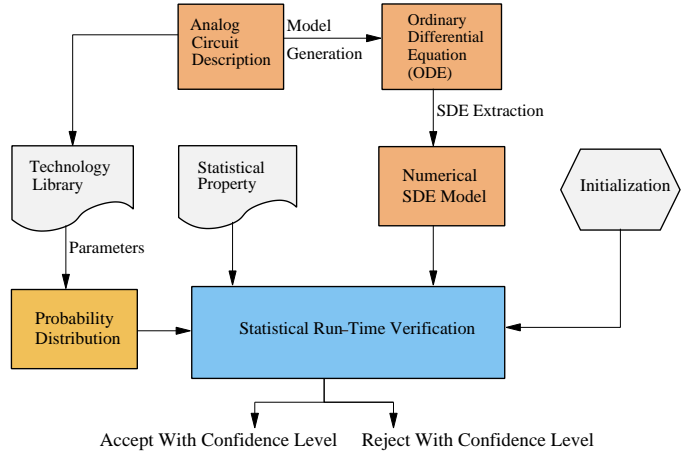 Analog
Circuit
Description
Model
Generation
Ordinary
Differential
Equation
(ODE)
SDE Extraction
Technology
Library
Statistical
Property
Numerical
SDE Model
Initialization
Parameters
Probability
Distribution
Statistical Run-Time Verification
Accept With Confidence Level
Reject With Confidence Level